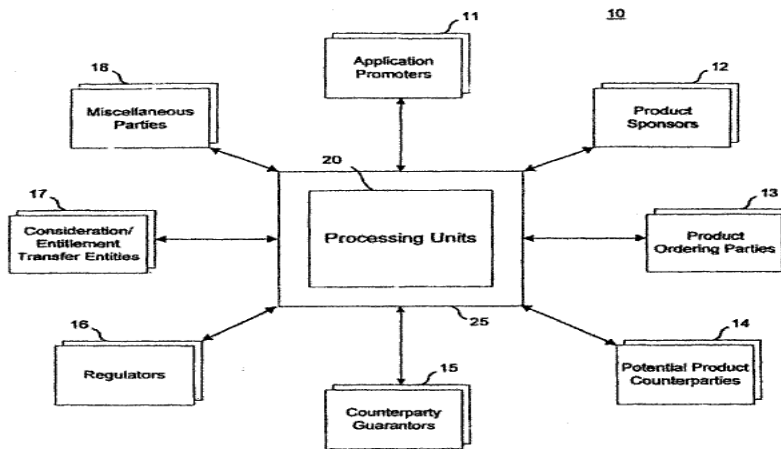 10
11
Application
Promoters
18
Miscellaneous
Parties
12
Product
Sponsors
20
Processing Units
17
Consideration/
Entitlement
Transfer Entities
13
Product
Ordering Parties
25
16
Regulators
15
Counterparty
Guarantors
14
Potential Product
Counterparties